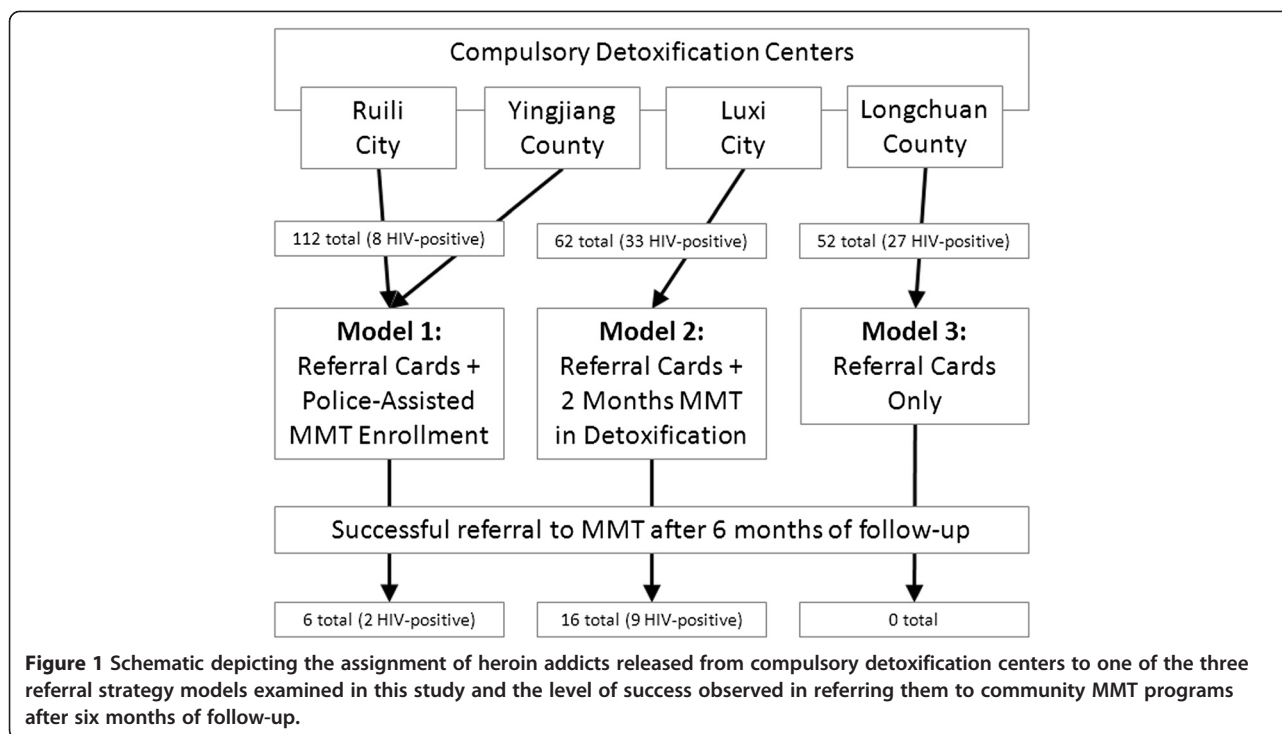 Compulsory Detoxification Centers
Ruili
City
Yingjiang
County
Luxi
City
Longchuan
County
112 total (8 HIV-positive)
62 total (33 HIV-positive)
52 total (27 HIV-positive)
Model 1:
Referral Cards +
Police-Assisted
MMT Enrollment
Model 2:
Referral Cards +
2 Months MMT
in Detoxification
Model 3:
Referral Cards
Only
Successful referral to MMT after 6 months of follow-up
6 total (2 HIV-positive)
16 total (9 HIV-positive)
0 total
Figure 1 Schematic depicting the assignment of heroin addicts released from compulsory detoxification centers to one of the three
referral strategy models examined in this study and the level of success observed in referring them to community MMT programs
after six months of follow-up.